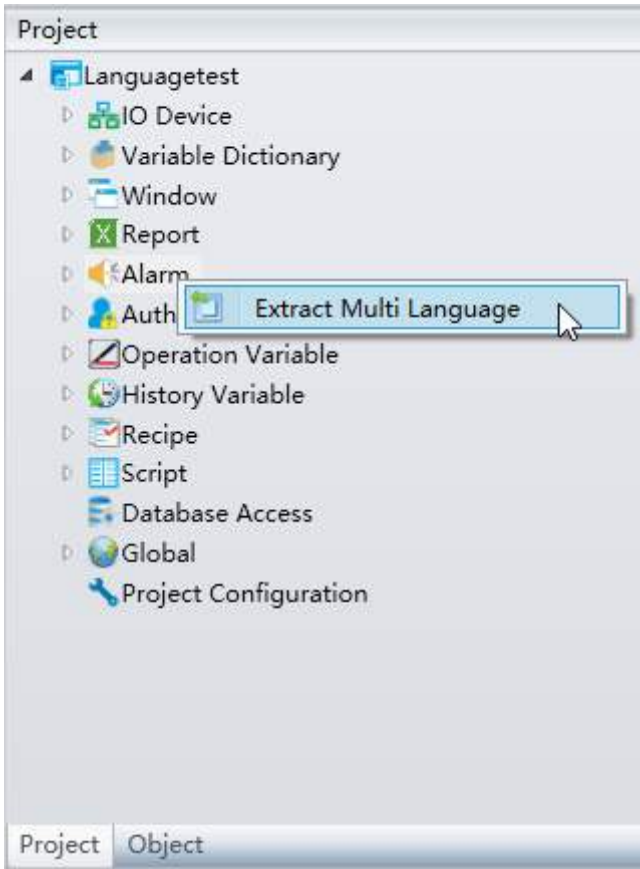 Project
Languagetest
IO Device
Variable Dictionary
Window
Report
Alarm
Extract Multi Language
Auth
Operation Variable
History Variable
Recipe
Script
Database Access
Global
Project Configuration
Project Object